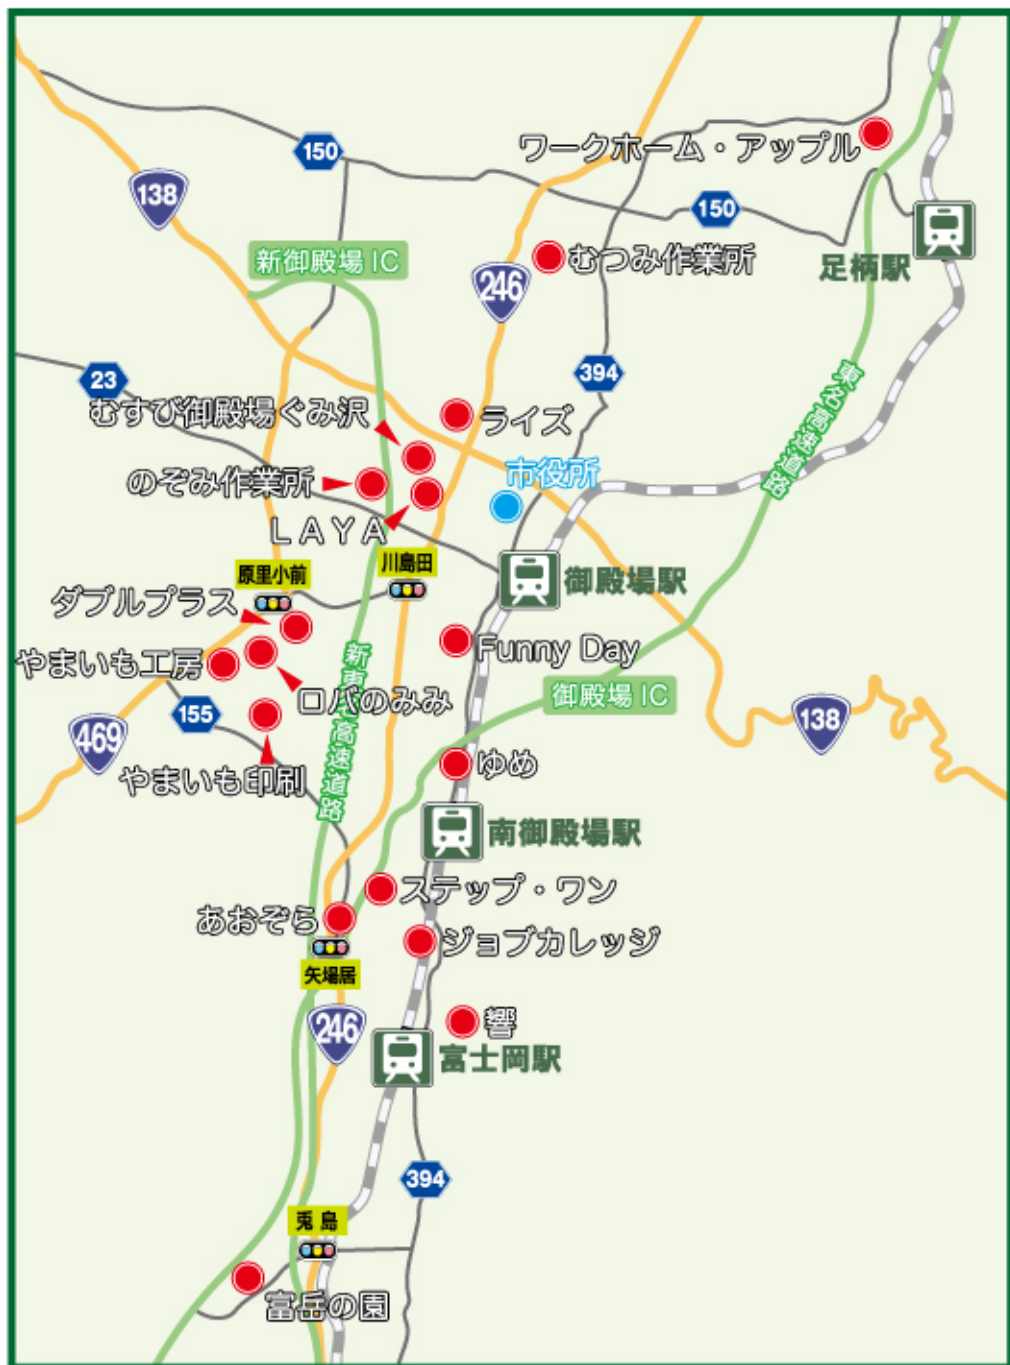 ワークホーム・アップル
150
138
150
足柄駅
新御殿場 IC
むつみ作業所
246
394
23
東名高速道路
むすび御殿場ぐみ沢
ライズ
市役所
のぞみ作業所
ＬＡＹＡ
川島田
原里小前
御殿場駅
ダブルプラス
Funny Day
やまいも工房
ロバのみみ
新東名高速道路
御殿場 IC
155
138
469
やまいも印刷
ゆめ
南御殿場駅
ステップ・ワン
あおぞら
ジョブカレッジ
矢場居
246
響
富士岡駅
394
兎島
富岳の園